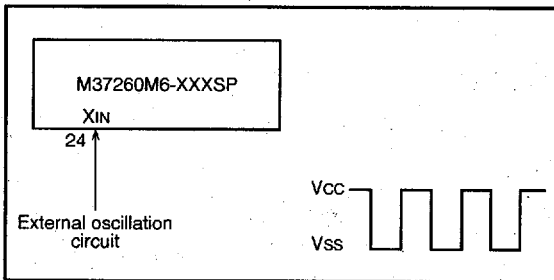 M37260M6-XXXSP
XIN
24
External oscillation
circuit
Vcc
Vss